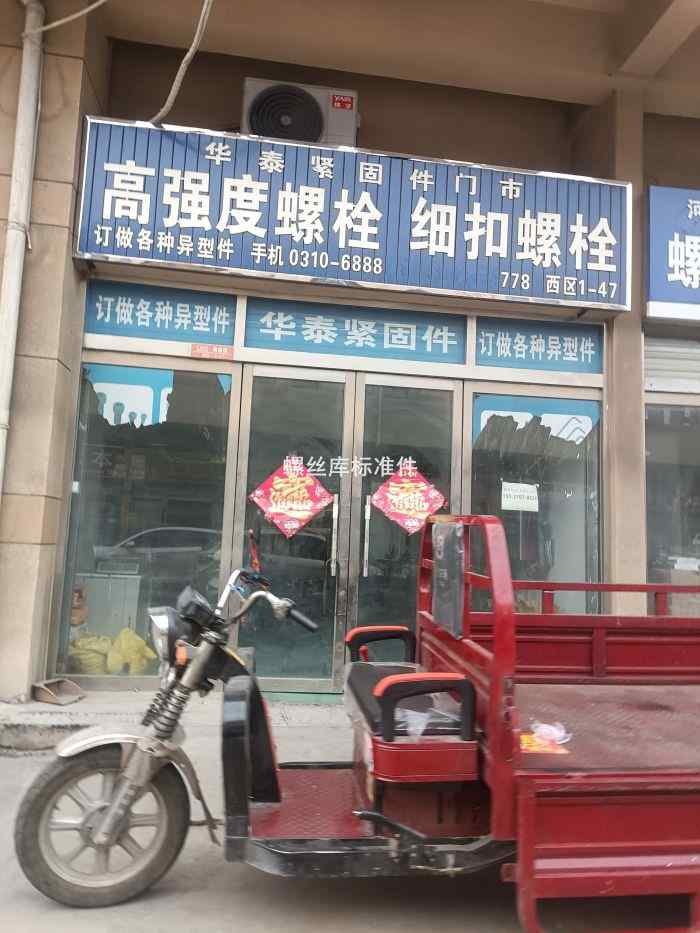 华泰紧固件门市
高强度螺栓 细扣螺栓
订做各种异型件 手机 0310-6888
778 西区1-47
订做各种异型件
华泰紧固件
订做各种异型件
螺丝库标准件
河
螺